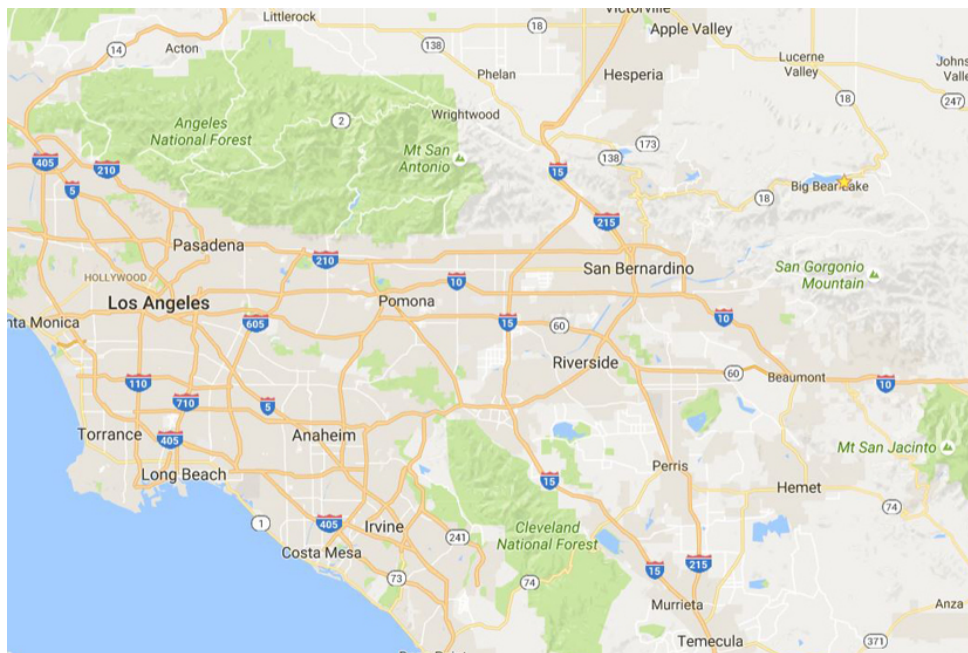 Littlerock
Victorville
18
Apple Valley
14
Acton
138
Phelan
Hesperia
Lucerne
Valley
Johns
Valle
18
247
Wrightwood
Angeles
National Forest
2
Mt San
Antonio
173
138
15
405
210
5
Big Bear Lake
18
215
Pasadena
210
San Bernardino
San Gorgonio
Mountain
HOLLYWOOD
10
Los Angeles
Pomona
nta Monica
605
15
60
10
Riverside
60
Beaumont
10
110
710
5
Torrance
405
Anaheim
Mt San Jacinto
Long Beach
Perris
15
Hemet
74
1
405
Irvine
241
Cleveland
National Forest
Costa Mesa
73
74
15
215
Murrieta
Anza
Temecula
371